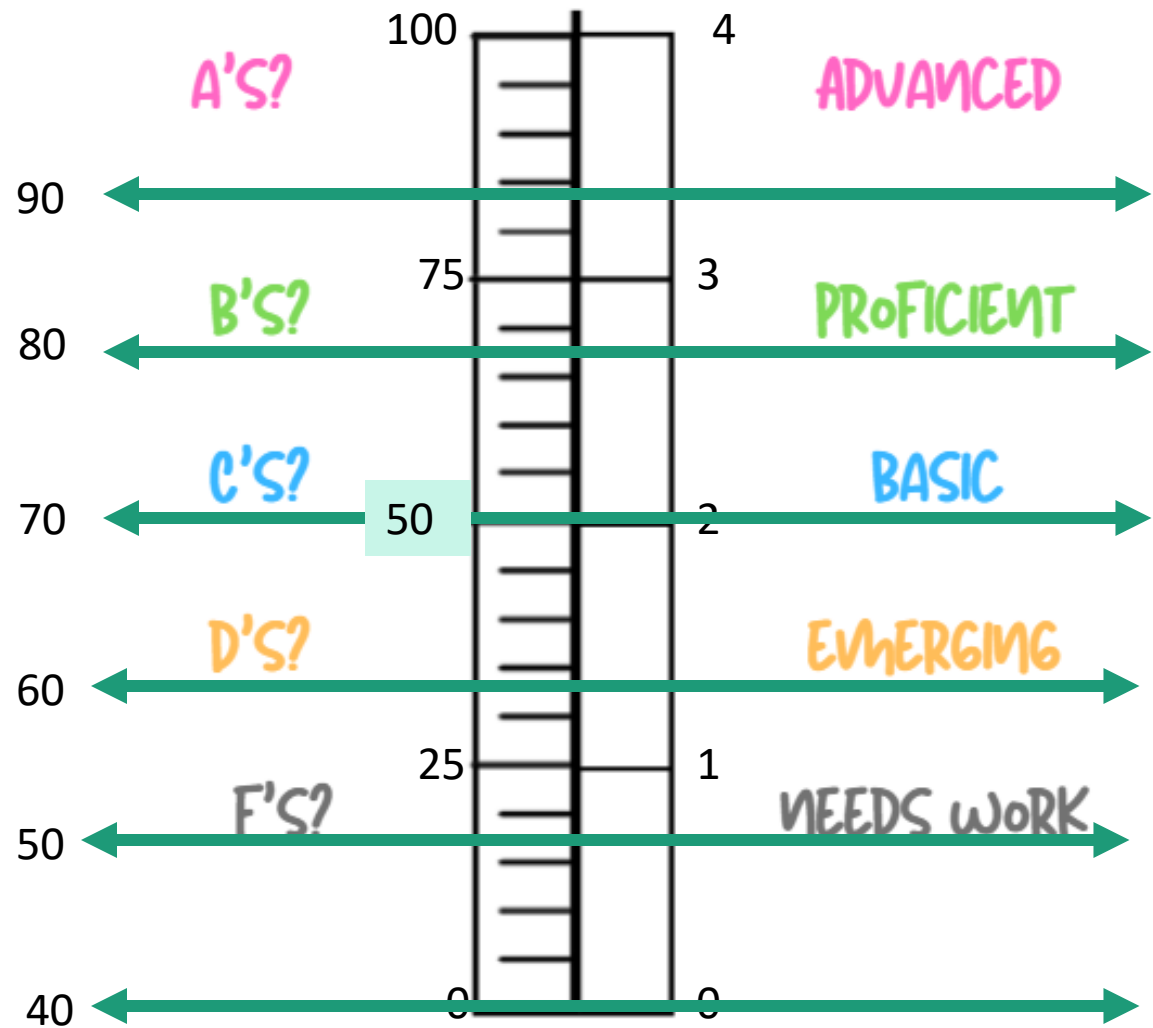 100 4
A'S? ADVANCED
90
75 3
B'S? PROFICIENT
80
C'S? BASIC
70 50 2
D'S? EMERGING
60
25 1
F'S? NEEDS WORK
50
40 0 0